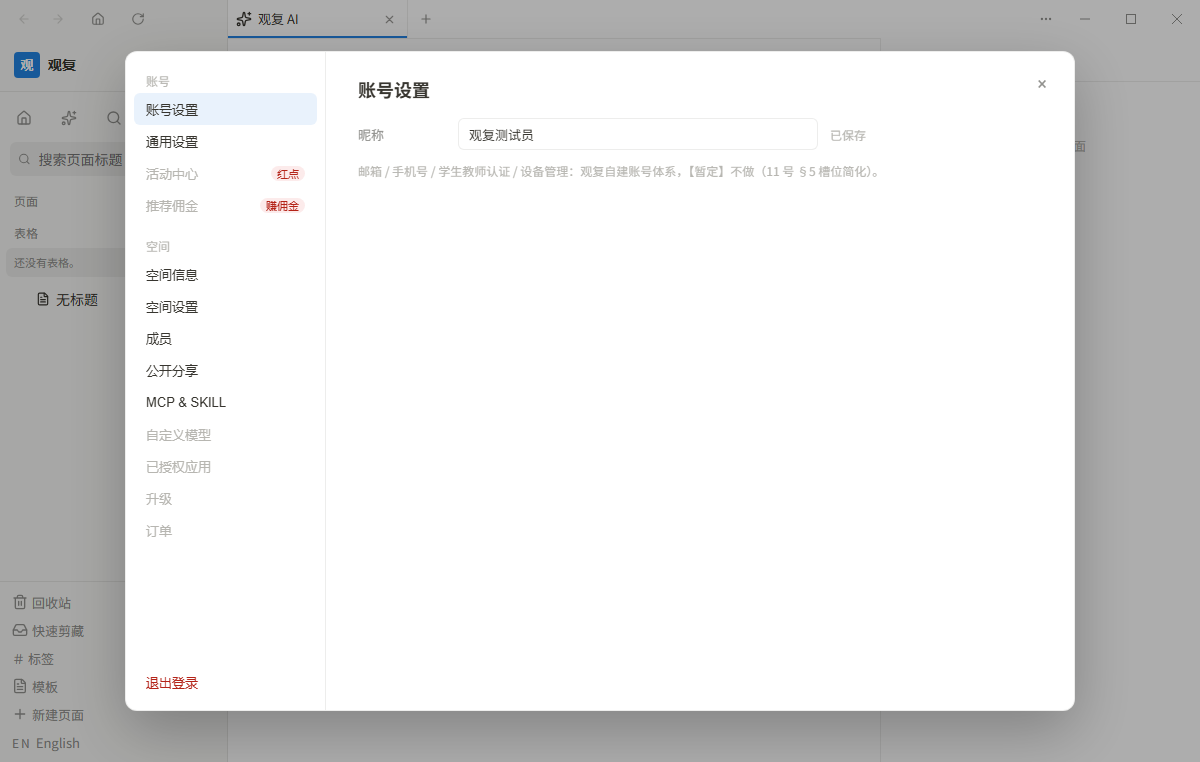 观复 AI
观 观复
搜索页面标题
页面
表格
还没有表格。
无标题
回收站
快速剪藏
# 标签
模板
新建页面
EN English
账号
账号设置
通用设置
活动中心 红点
推荐佣金 赚佣金
空间
空间信息
空间设置
成员
公开分享
MCP & SKILL
自定义模型
已授权应用
升级
订单
退出登录
账号设置
昵称 观复测试员 已保存
邮箱 / 手机号 / 学生教师认证 / 设备管理：观复自建账号体系，【暂定】不做（11 号 §5 槽位简化）。
面